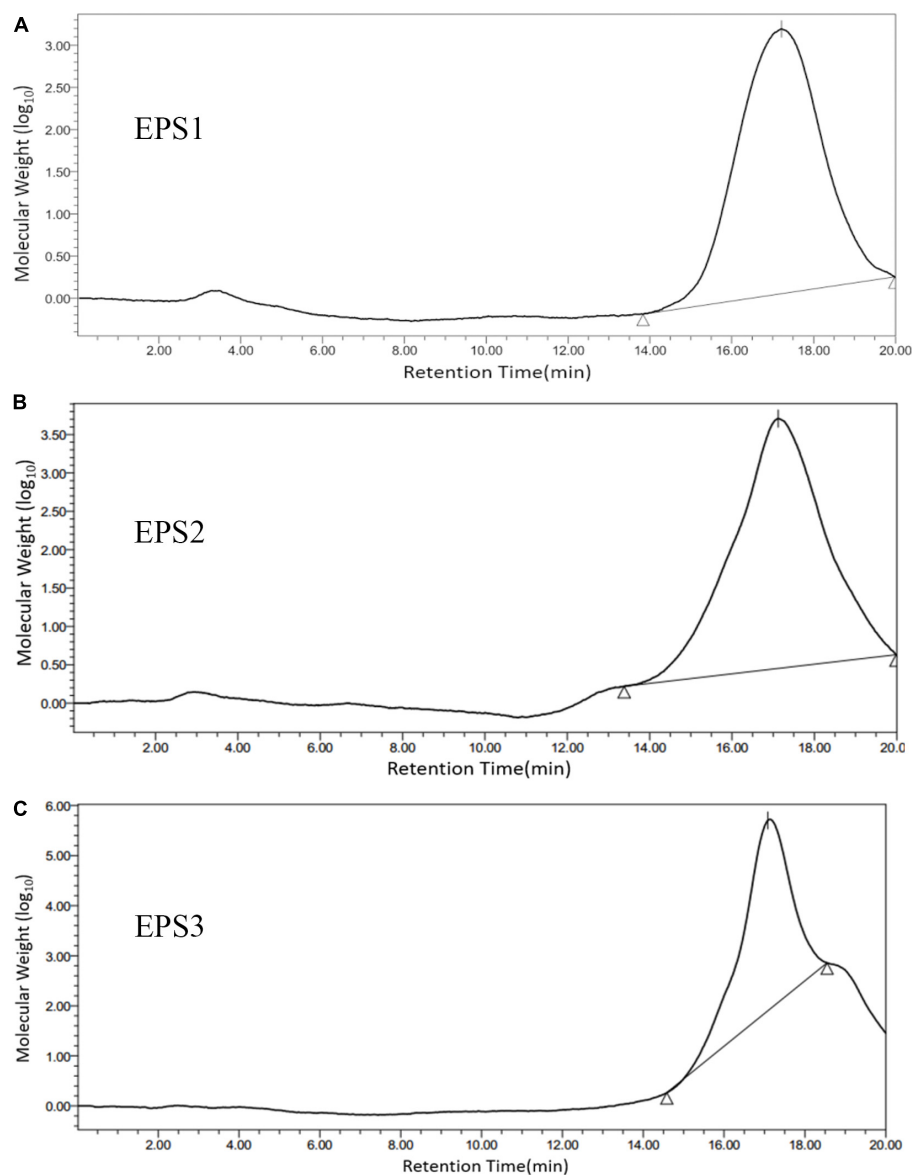 A
Molecular Weight (log10)
3.00
2.50
2.00
1.50
1.00
0.50
0.00
EPS1
2.00 4.00 6.00 8.00 10.00 12.00 14.00 16.00 18.00 20.00
Retention Time(min)
B
Molecular Weight (log10)
3.50
3.00
2.50
2.00
1.50
1.00
0.50
0.00
EPS2
2.00 4.00 6.00 8.00 10.00 12.00 14.00 16.00 18.00 20.0
Retention Time(min)
C
Molecular Weight (log10)
6.00
5.00
4.00
3.00
2.00
1.00
0.00
EPS3
2.00 4.00 6.00 8.00 10.00 12.00 14.00 16.00 18.00 20.00
Retention Time(min)